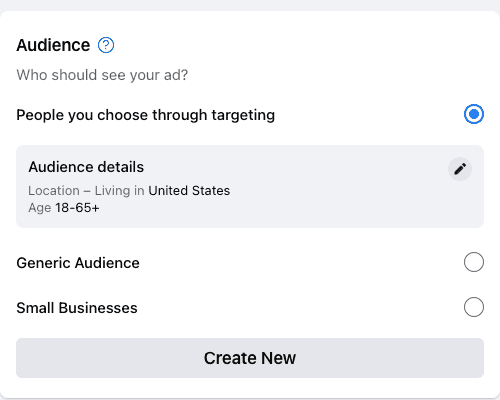 Audience
Who should see your ad?
People you choose through targeting
Audience details
Location – Living in United States
Age 18-65+
Generic Audience
Small Businesses
Create New